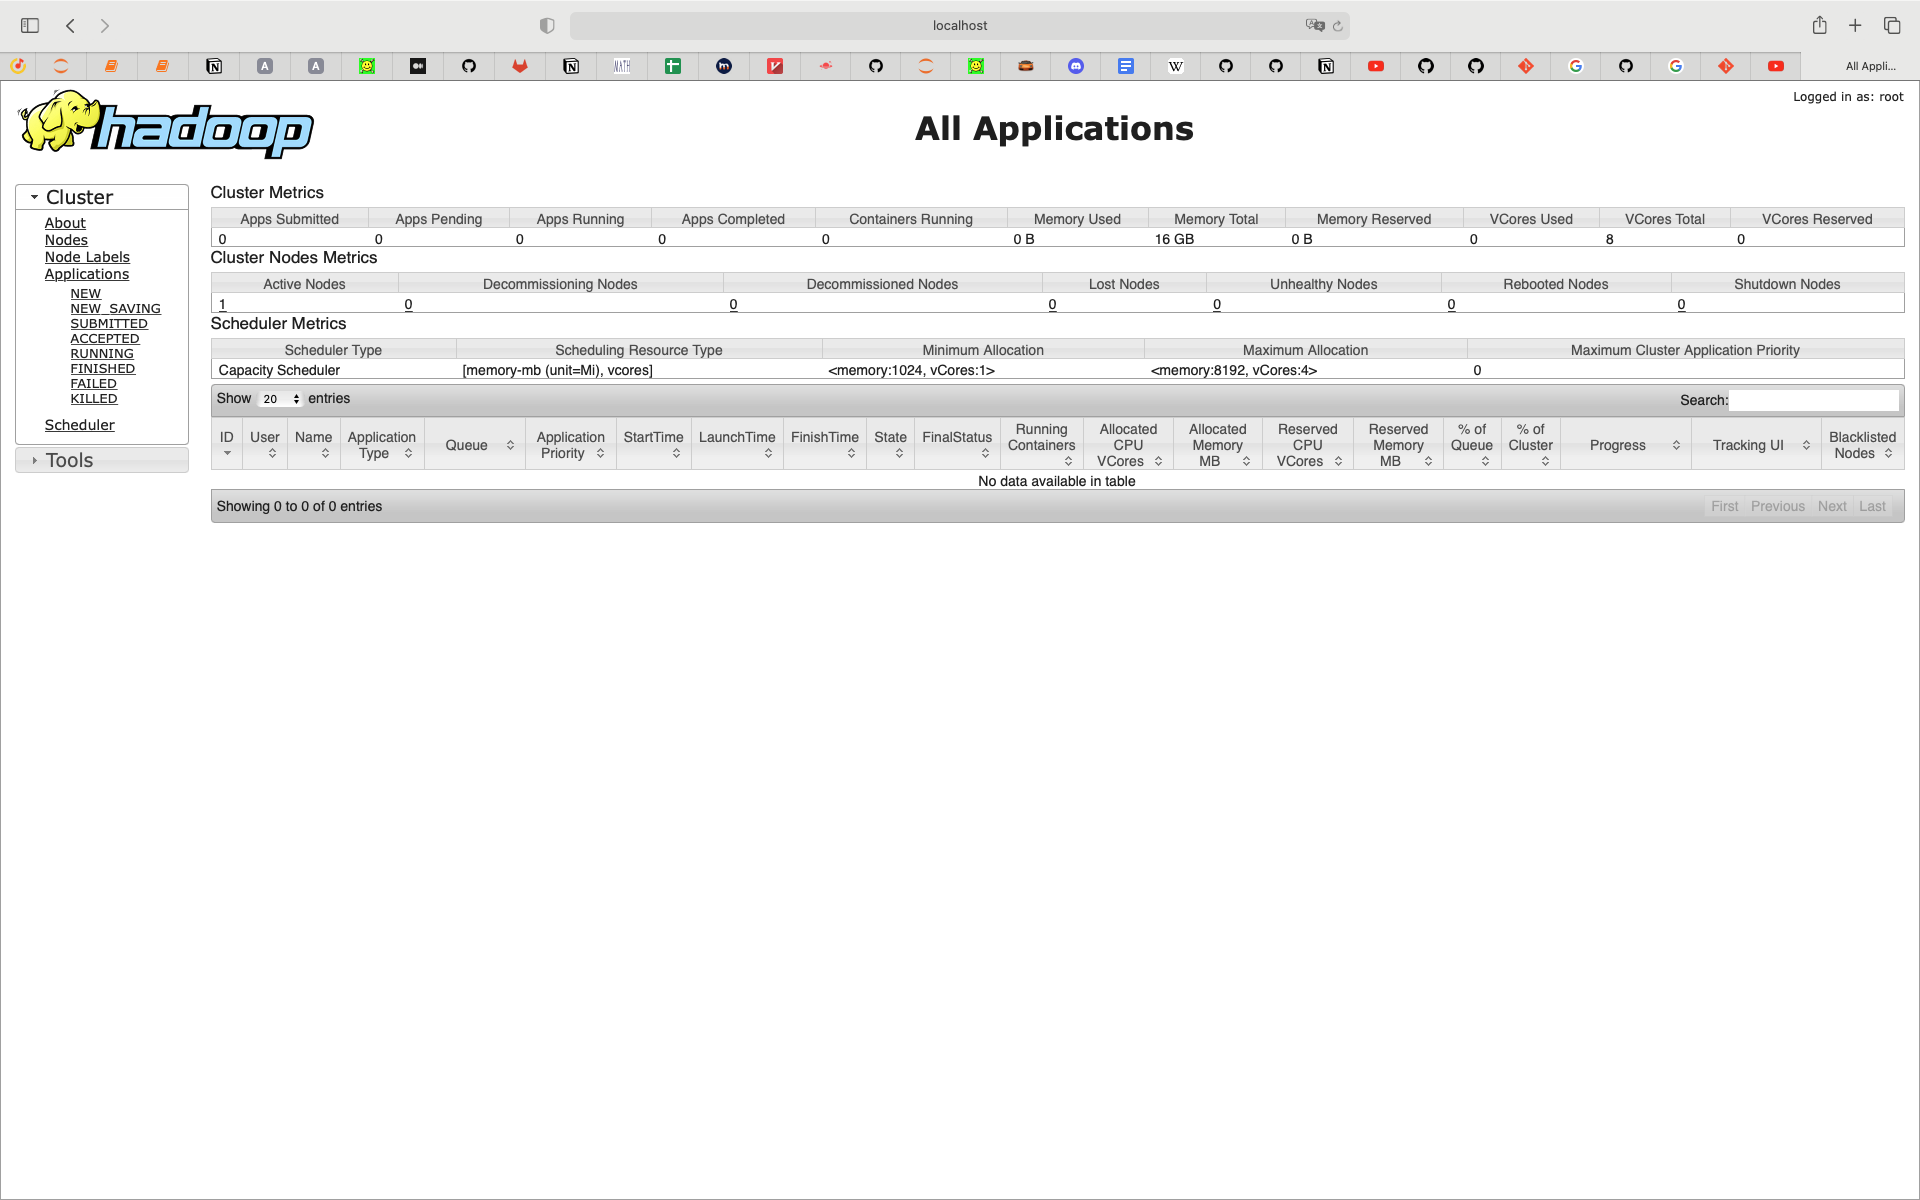 localhost
All Appli...
hadoop
All Applications
Logged in as: root
Cluster
About
Nodes
Node Labels
Applications
NEW
NEW_SAVING
SUBMITTED
ACCEPTED
RUNNING
FINISHED
FAILED
KILLED
Scheduler
Tools
Cluster Metrics
Apps Submitted Apps Pending Apps Running Apps Completed Containers Running Memory Used Memory Total Memory Reserved VCores Used VCores Total VCores Reserved
0 0 0 0 0 0 B 16 GB 0 B 0 8 0
Cluster Nodes Metrics
Active Nodes Decommissioning Nodes Decommissioned Nodes Lost Nodes Unhealthy Nodes Rebooted Nodes Shutdown Nodes
1 0 0 0 0 0 0
Scheduler Metrics
Scheduler Type Scheduling Resource Type Minimum Allocation Maximum Allocation Maximum Cluster Application Priority
Capacity Scheduler [memory-mb (unit=Mi), vcores] <memory:1024, vCores:1> <memory:8192, vCores:4> 0
Show 20 entries Search:
ID User Name Application Type Queue Application Priority StartTime LaunchTime FinishTime State FinalStatus Running Containers Allocated CPU VCores Allocated Memory MB Reserved CPU VCores Reserved Memory MB % of Queue % of Cluster Progress Tracking UI Blacklisted Nodes
No data available in table
Showing 0 to 0 of 0 entries First Previous Next Last